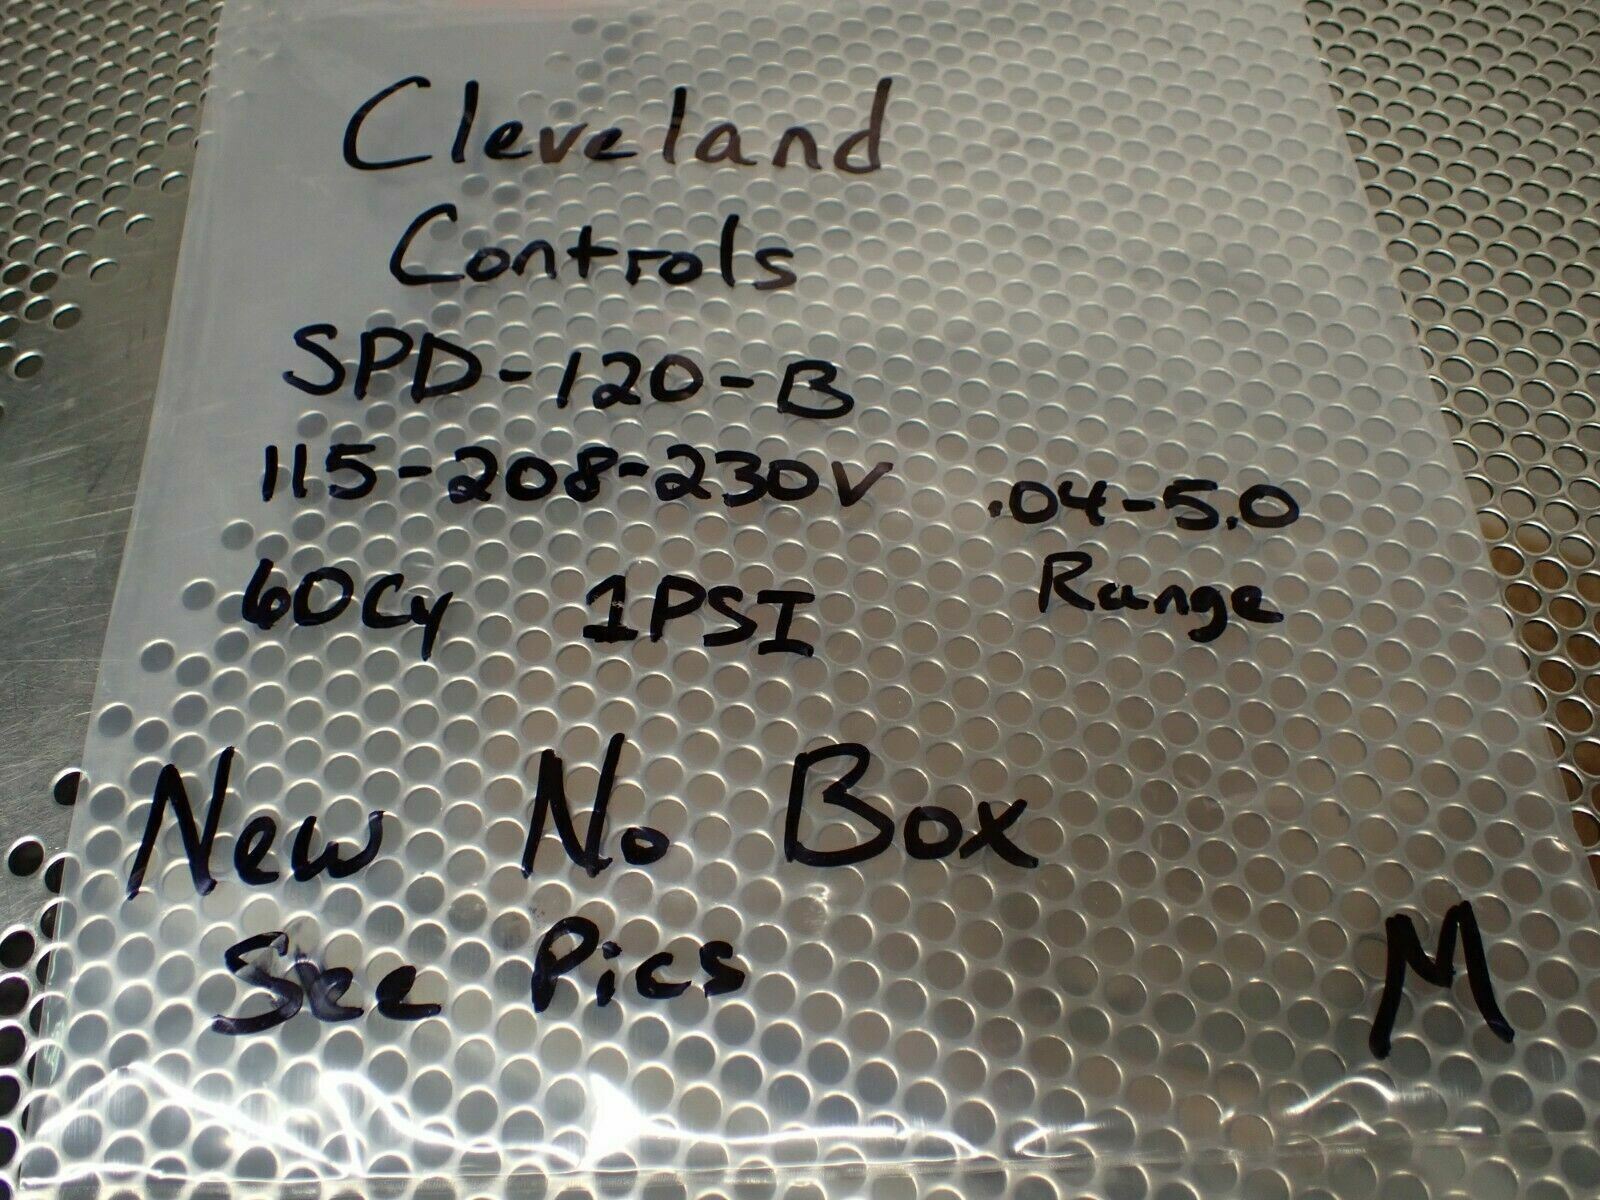 Cleveland
Controls
SPD-120-B
115-208-230V
.04-5.0
60Cy 1PSI
Range
New No Box
See Pics
M